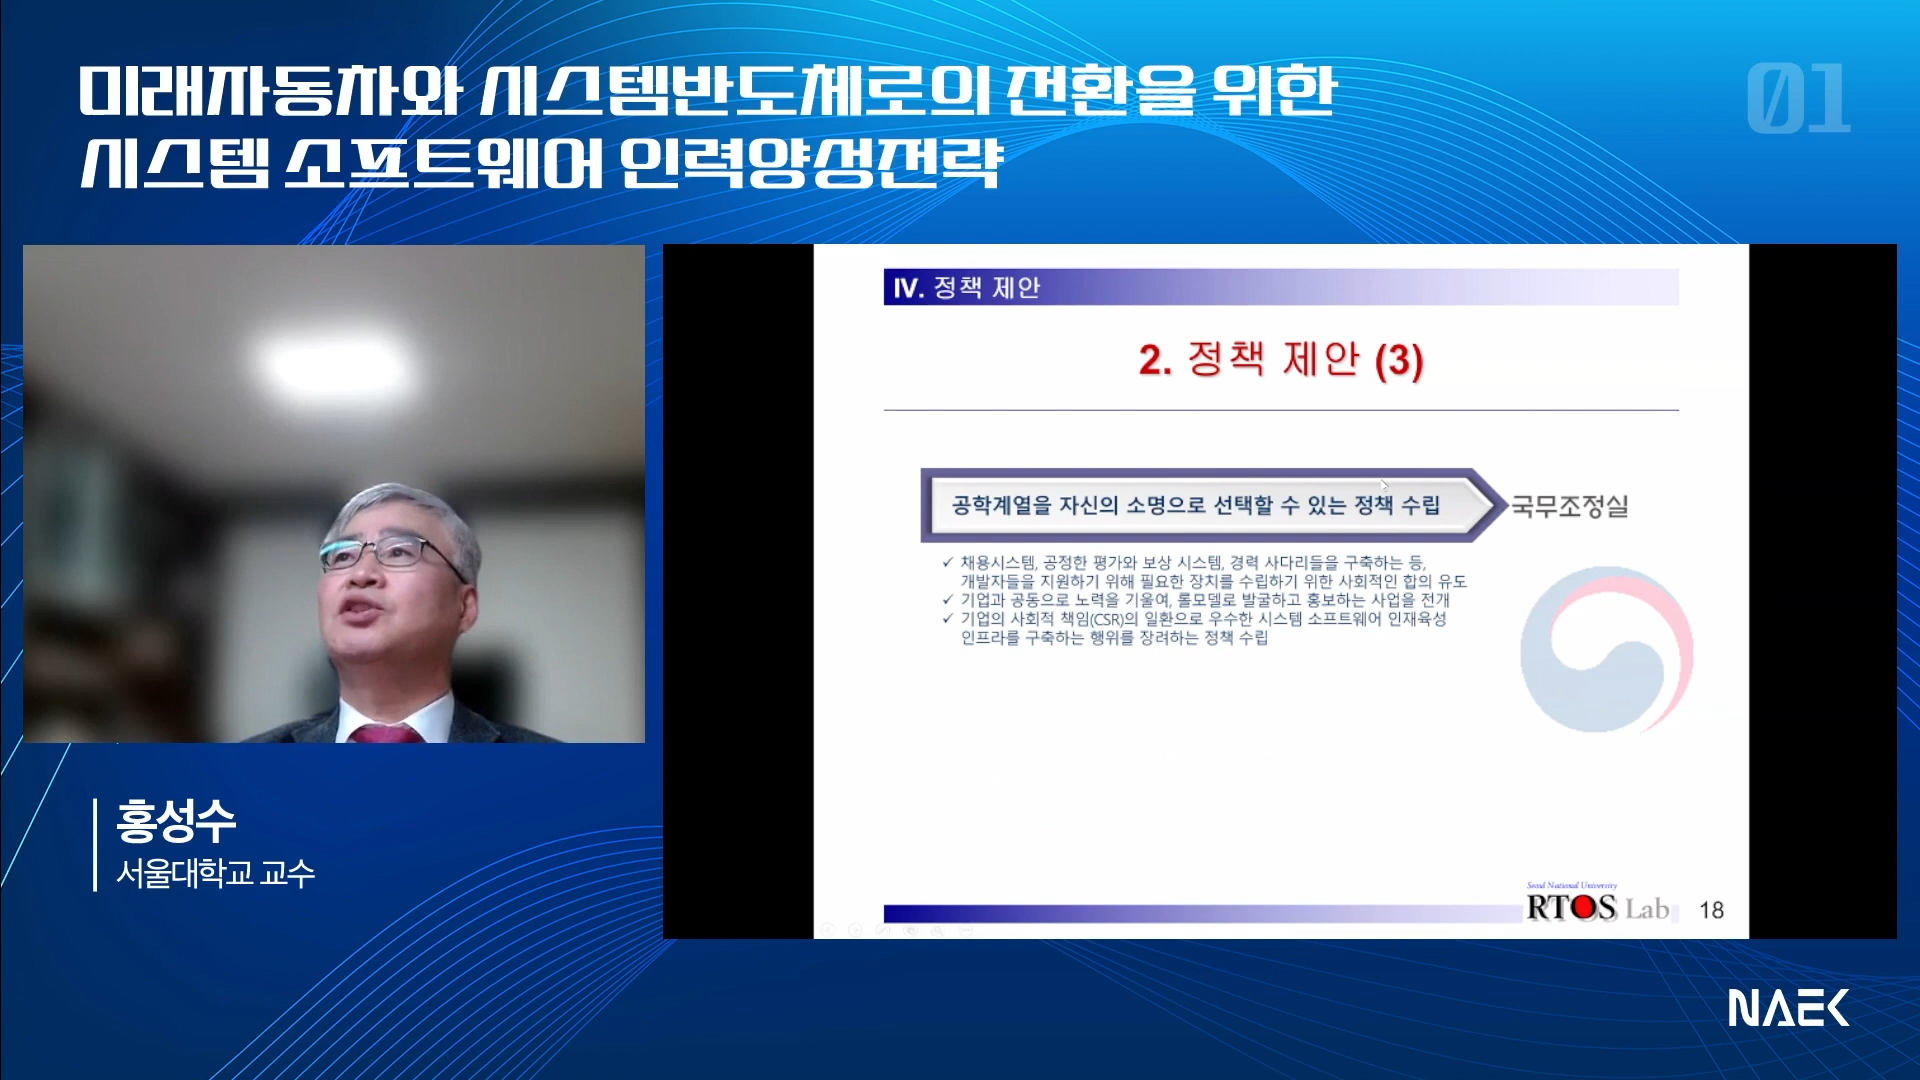 미래자동차와 시스템반도체로의 전환을 위한
시스템 소프트웨어 인력양성전략
01
IV. 정책 제안
2. 정책 제안 (3)
공학계열을 자신의 소명으로 선택할 수 있는 정책 수립
국무조정실
✓ 채용시스템, 공정한 평가와 보상 시스템, 경력 사다리들을 구축하는 등,
개발자들을 지원하기 위해 필요한 장치를 수립하기 위한 사회적인 합의 유도
✓ 기업과 공동으로 노력을 기울여, 롤모델로 발굴하고 홍보하는 사업을 전개
✓ 기업의 사회적 책임(CSR)의 일환으로 우수한 시스템 소프트웨어 인재육성
인프라를 구축하는 행위를 장려하는 정책 수립
홍성수
서울대학교 교수
Seoul National University
RTOS Lab
18
NAEK